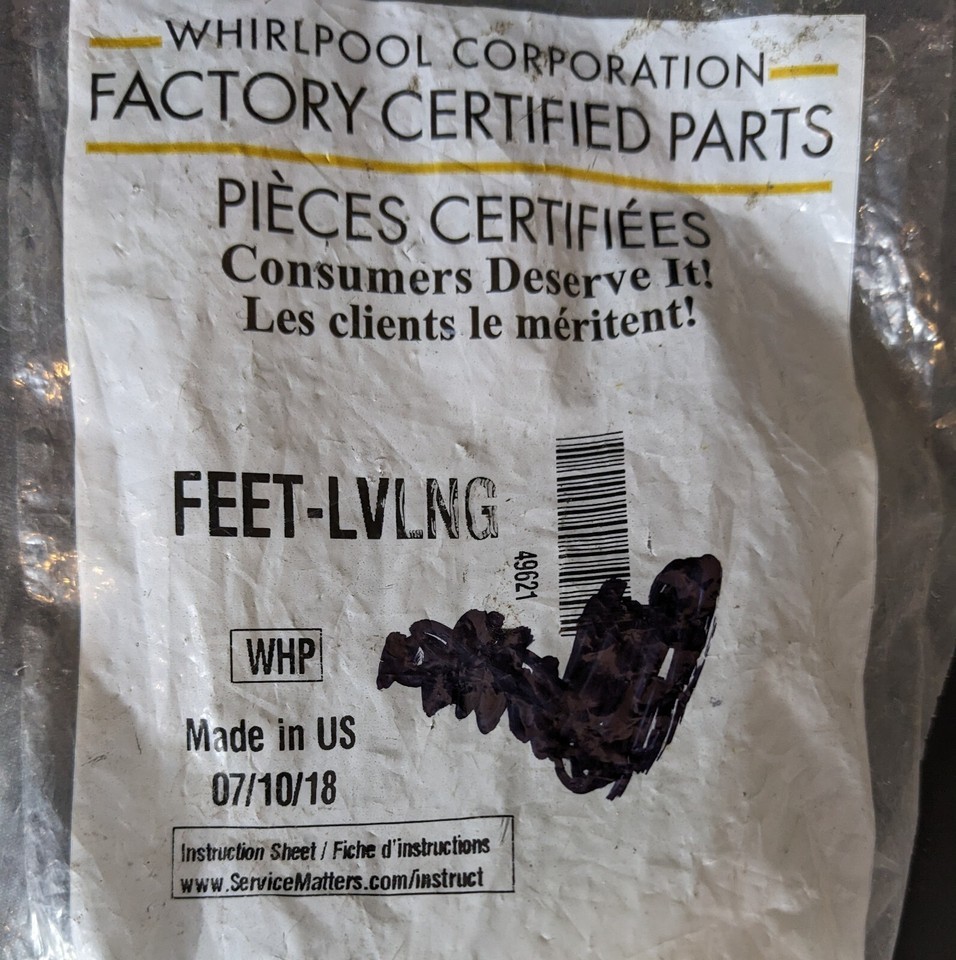 WHIRLPOOL CORPORATION
FACTORY CERTIFIED PARTS
PIÈCES CERTIFIÉES
Consumers Deserve It!
Les clients le méritent!
FEET-LVLNG
49621
WHP
Made in US
07/10/18
Instruction Sheet / Fiche d'instructions
www.ServiceMatters.com/instruct